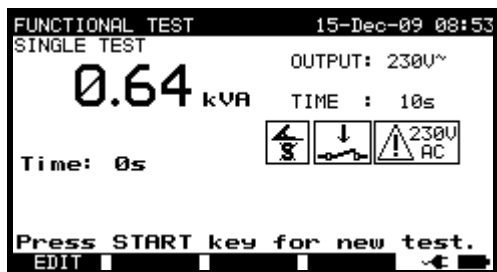 FUNCTIONAL TEST 15-Dec-09 08:53
SINGLE TEST
OUTPUT: 230V~
0.64 kVA
TIME : 10s
230V
AC
Time: 0s
Press START key for new test.
EDIT